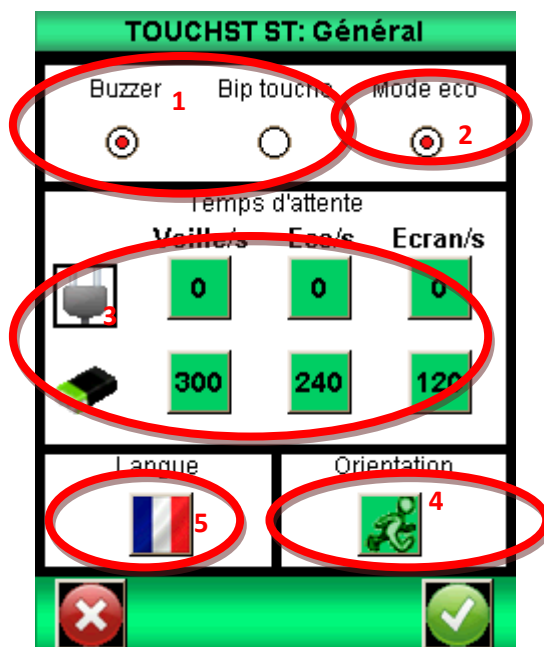 TOUCHST ST: Général
Buzzer 1 Bip touche Mode eco
2
Temps d'attente
Veille/s Eco/s Ecran/s
0 0 0
3
300 240 120
Langue Orientation
5 4